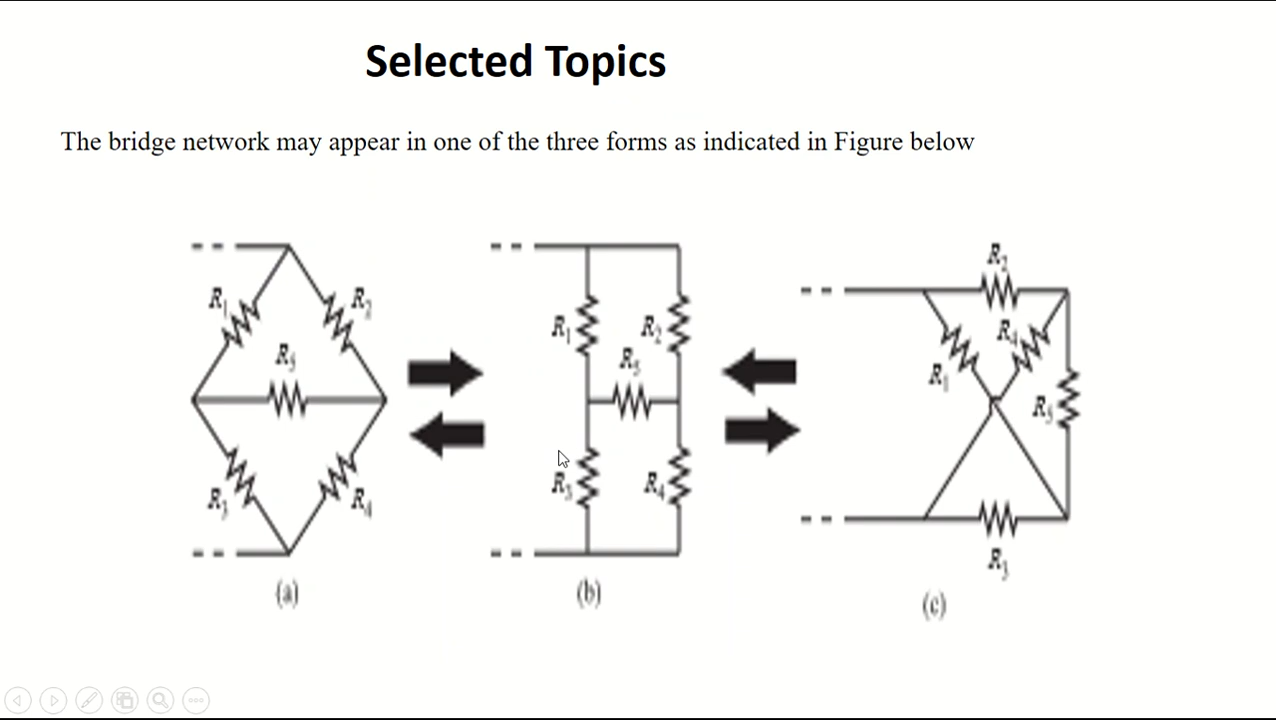 Selected Topics
The bridge network may appear in one of the three forms as indicated in Figure below
R1 R2 R5 R3 R4
(a)
R1 R2 R5 R3 R4
(b)
R2 R4 R1 R5 R3
(c)